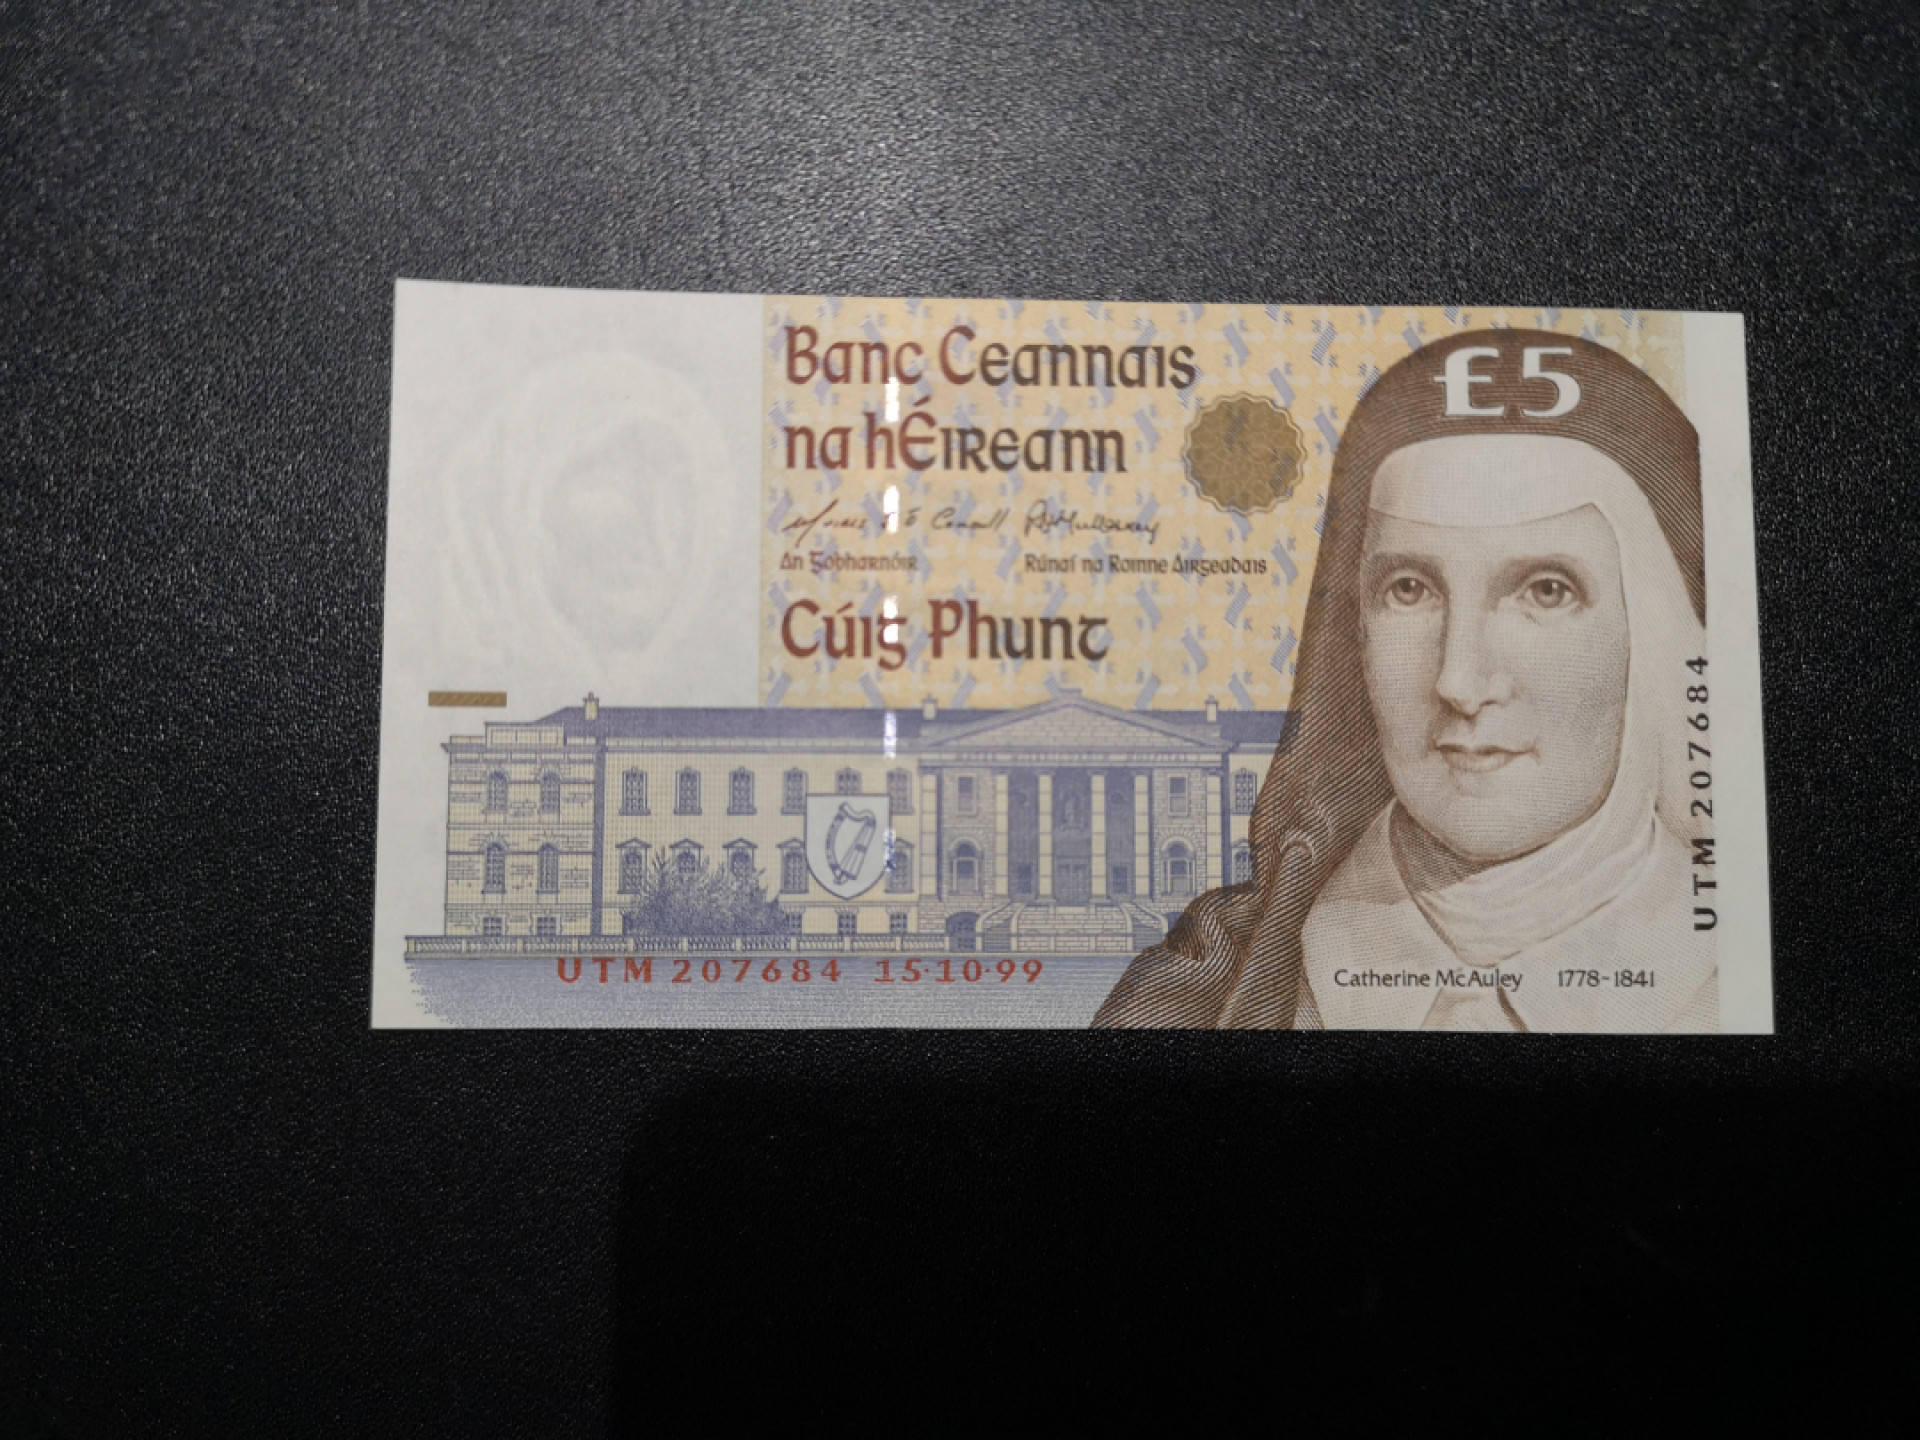 Banc Ceannais
na hÉireann
£5
An Gobharnóir
Rúnaí na Roinne Airgeadais
Cúig Phunt
UTM 207684
UTM 207684 15·10·99
Catherine McAuley 1778-1841